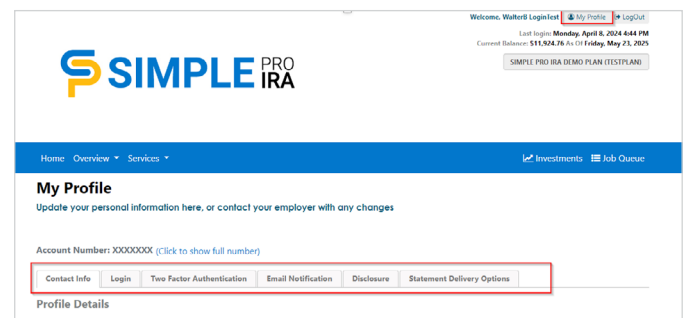 Welcome, Walter8 LoginTest My Profile LogOut
Last login: Monday, April 8, 2024 4:44 PM
Current Balance: $11,924.76 As Of Friday, May 23, 2025
SIMPLE PRO IRA DEMO PLAN (TESTPLAN)
SIMPLE PRO IRA
Home Overview Services Investments Job Queue
My Profile
Update your personal information here, or contact your employer with any changes
Account Number: XXXXXXX (Click to show full number)
Contact Info Login Two Factor Authentication Email Notification Disclosure Statement Delivery Options
Profile Details